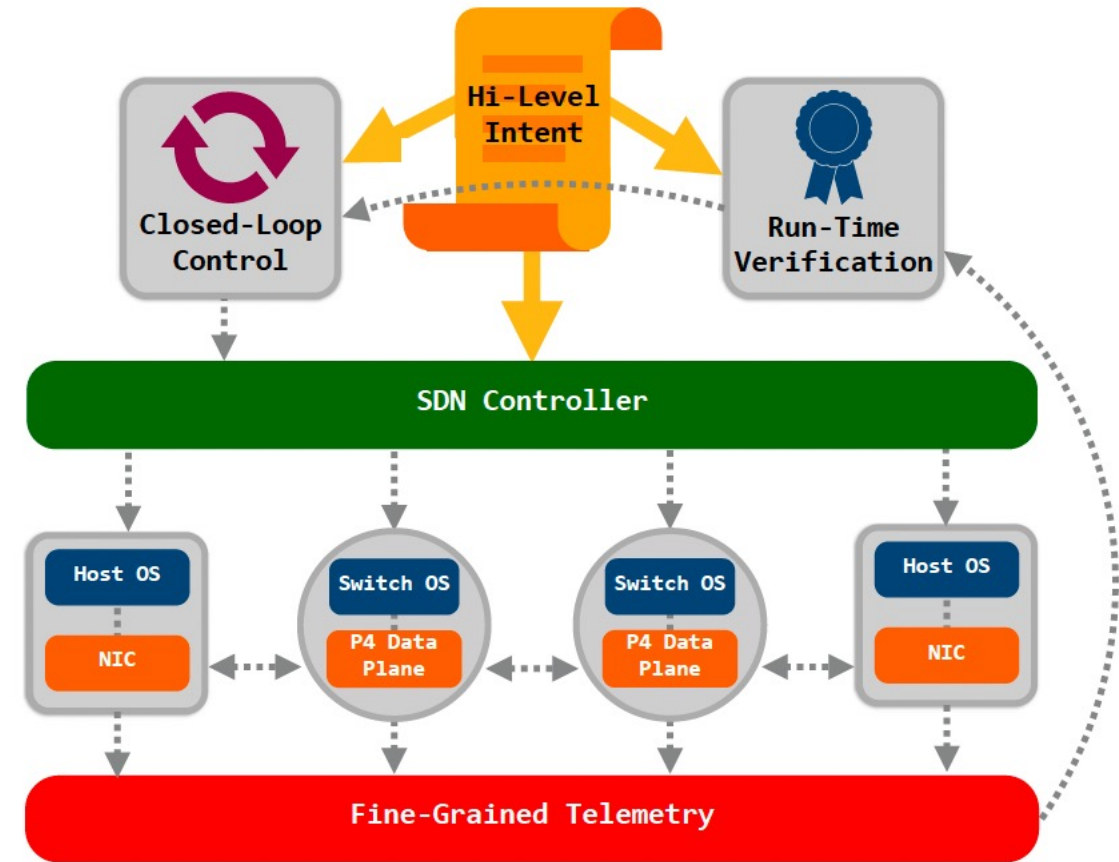 Hi-Level
Intent
Closed-Loop
Control
Run-Time
Verification
SDN Controller
Host OS
NIC
Switch OS
P4 Data
Plane
Switch OS
P4 Data
Plane
Host OS
NIC
Fine-Grained Telemetry